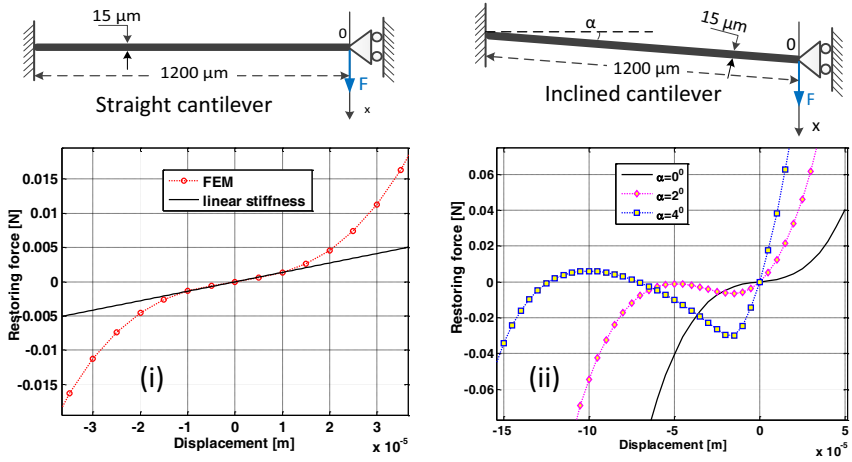 15 µm
0
1200 µm
F
x
Straight cantilever
α
15 µm
0
1200 µm
F
x
Inclined cantilever
0.015
0.01
0.005
0
-0.005
-0.01
-0.015
Restoring force [N]
FEM
linear stiffness
(i)
-3 -2 -1 0 1 2 3
Displacement [m]
x 10⁻⁵
0.06
0.04
0.02
0
-0.02
-0.04
-0.06
Restoring force [N]
α=0⁰
α=2⁰
α=4⁰
(ii)
-15 -10 -5 0 5
Displacement [m]
x 10⁻⁵